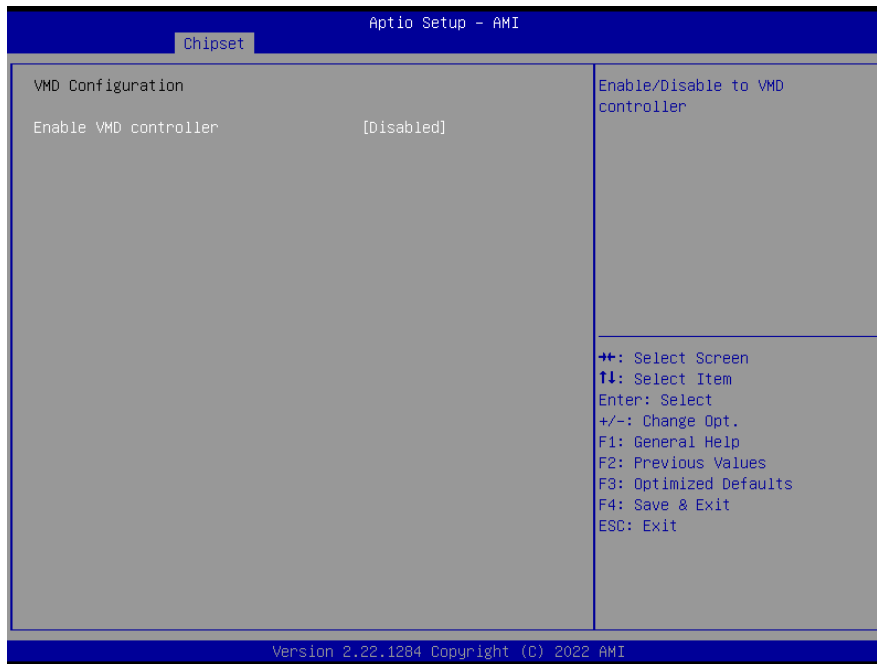 Aptio Setup - AMI
Chipset
VMD Configuration
Enable VMD controller [Disabled]
Enable/Disable to VMD
controller
→←: Select Screen
↑↓: Select Item
Enter: Select
+/-: Change Opt.
F1: General Help
F2: Previous Values
F3: Optimized Defaults
F4: Save & Exit
ESC: Exit
Version 2.22.1284 Copyright (C) 2022 AMI